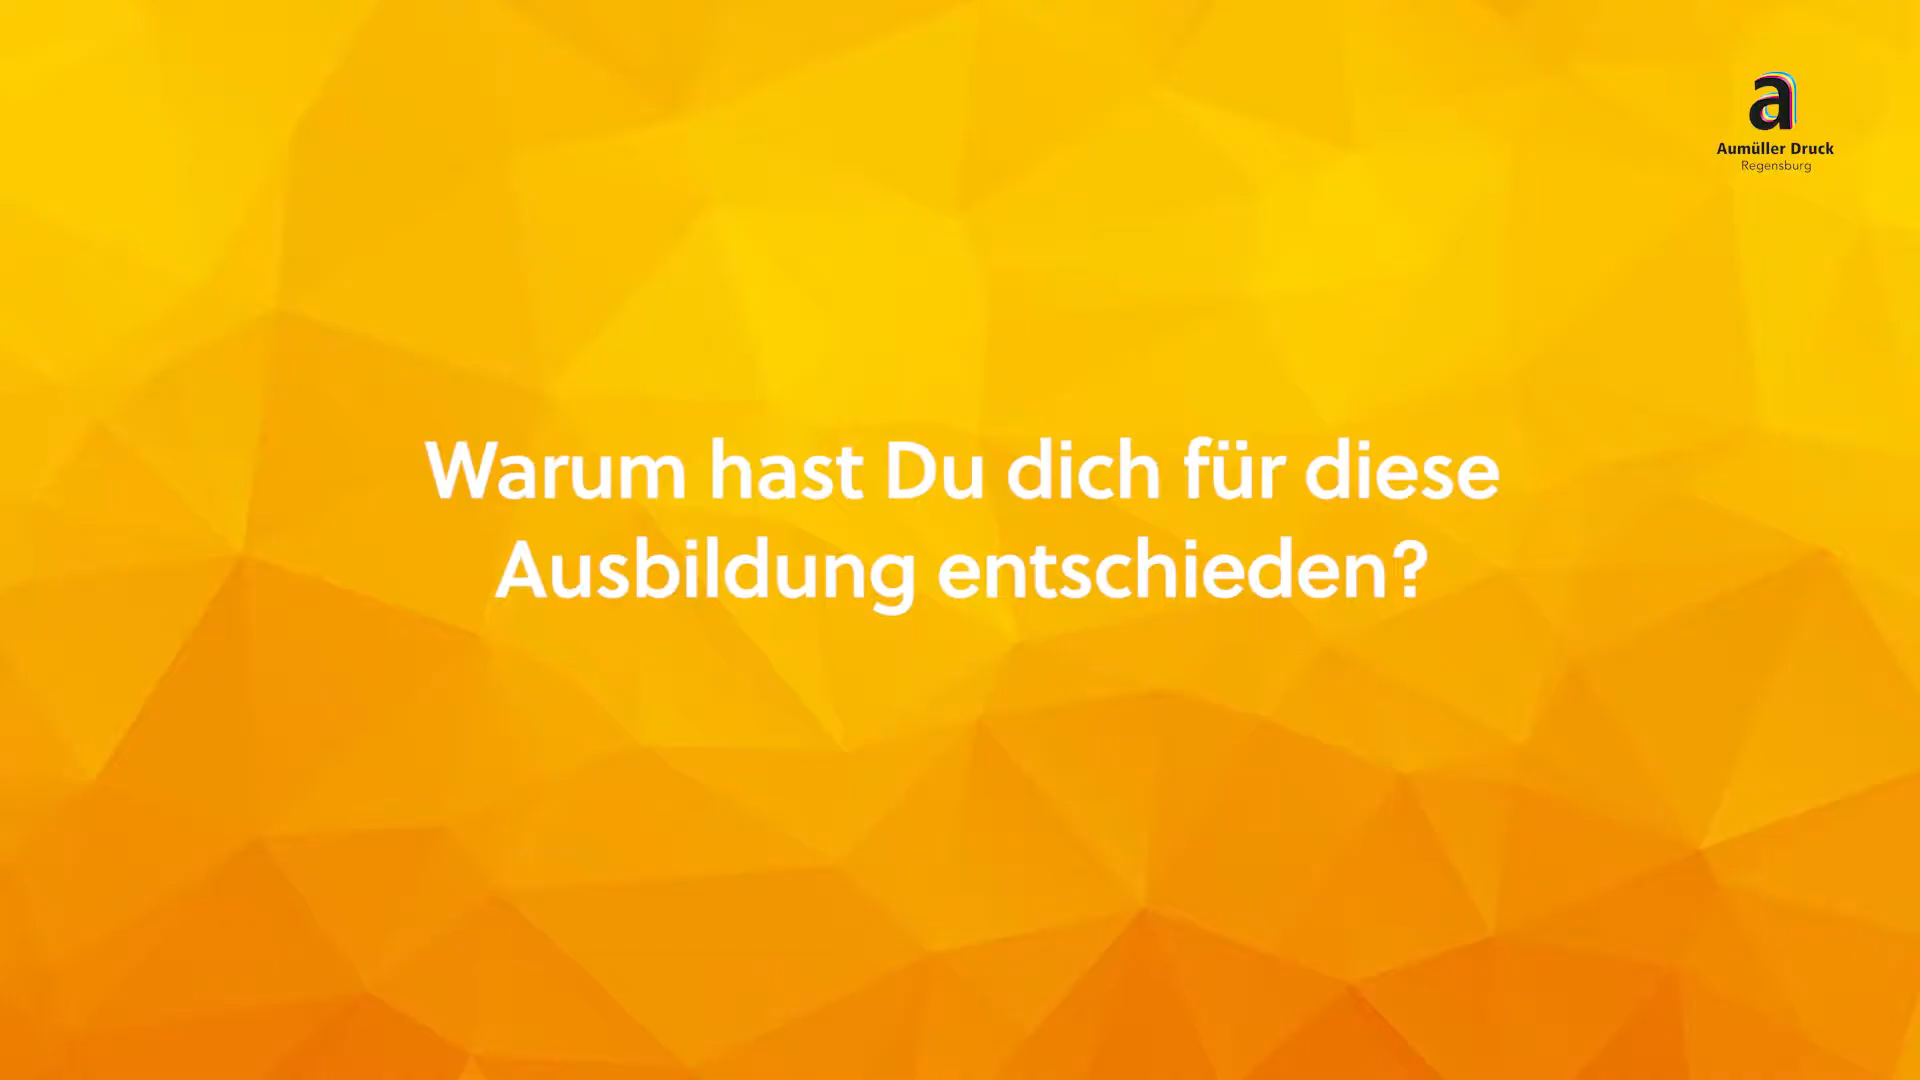 Aumüller Druck
Regensburg
Warum hast Du dich für diese
Ausbildung entschieden?